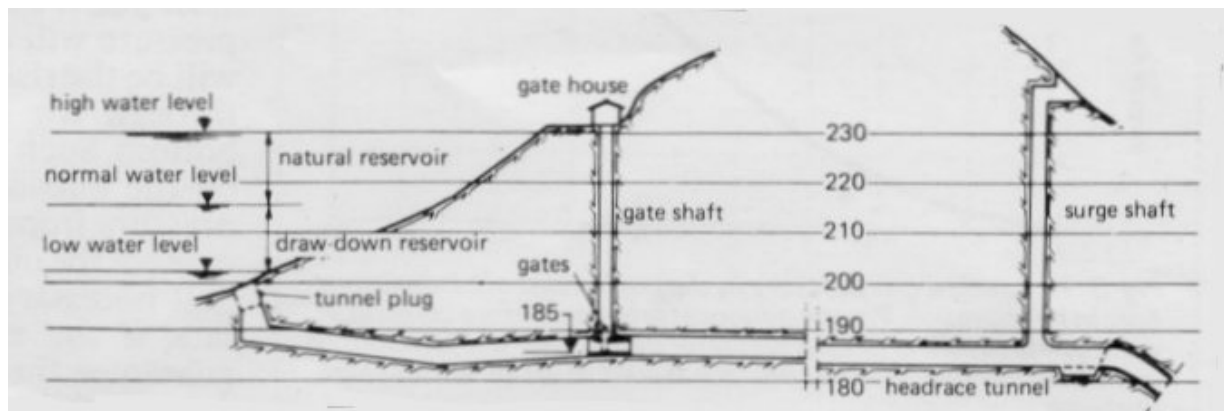 gate house
high water level
230
natural reservoir
normal water level
220
gate shaft
surge shaft
210
low water level
draw-down reservoir
gates
200
tunnel plug
185
190
180 headrace tunnel